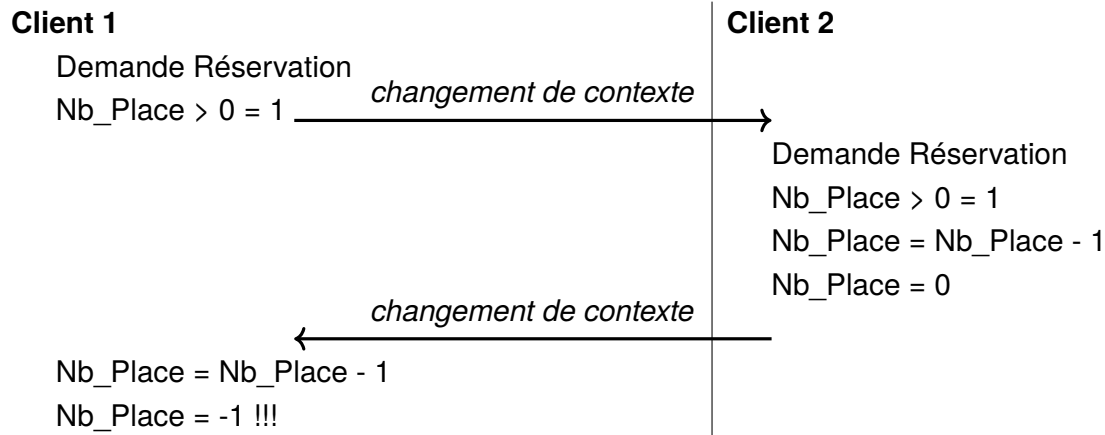 Client 1
Client 2
Demande Réservation
Nb_Place > 0 = 1
changement de contexte
Demande Réservation
Nb_Place > 0 = 1
Nb_Place = Nb_Place - 1
Nb_Place = 0
changement de contexte
Nb_Place = Nb_Place - 1
Nb_Place = -1 !!!